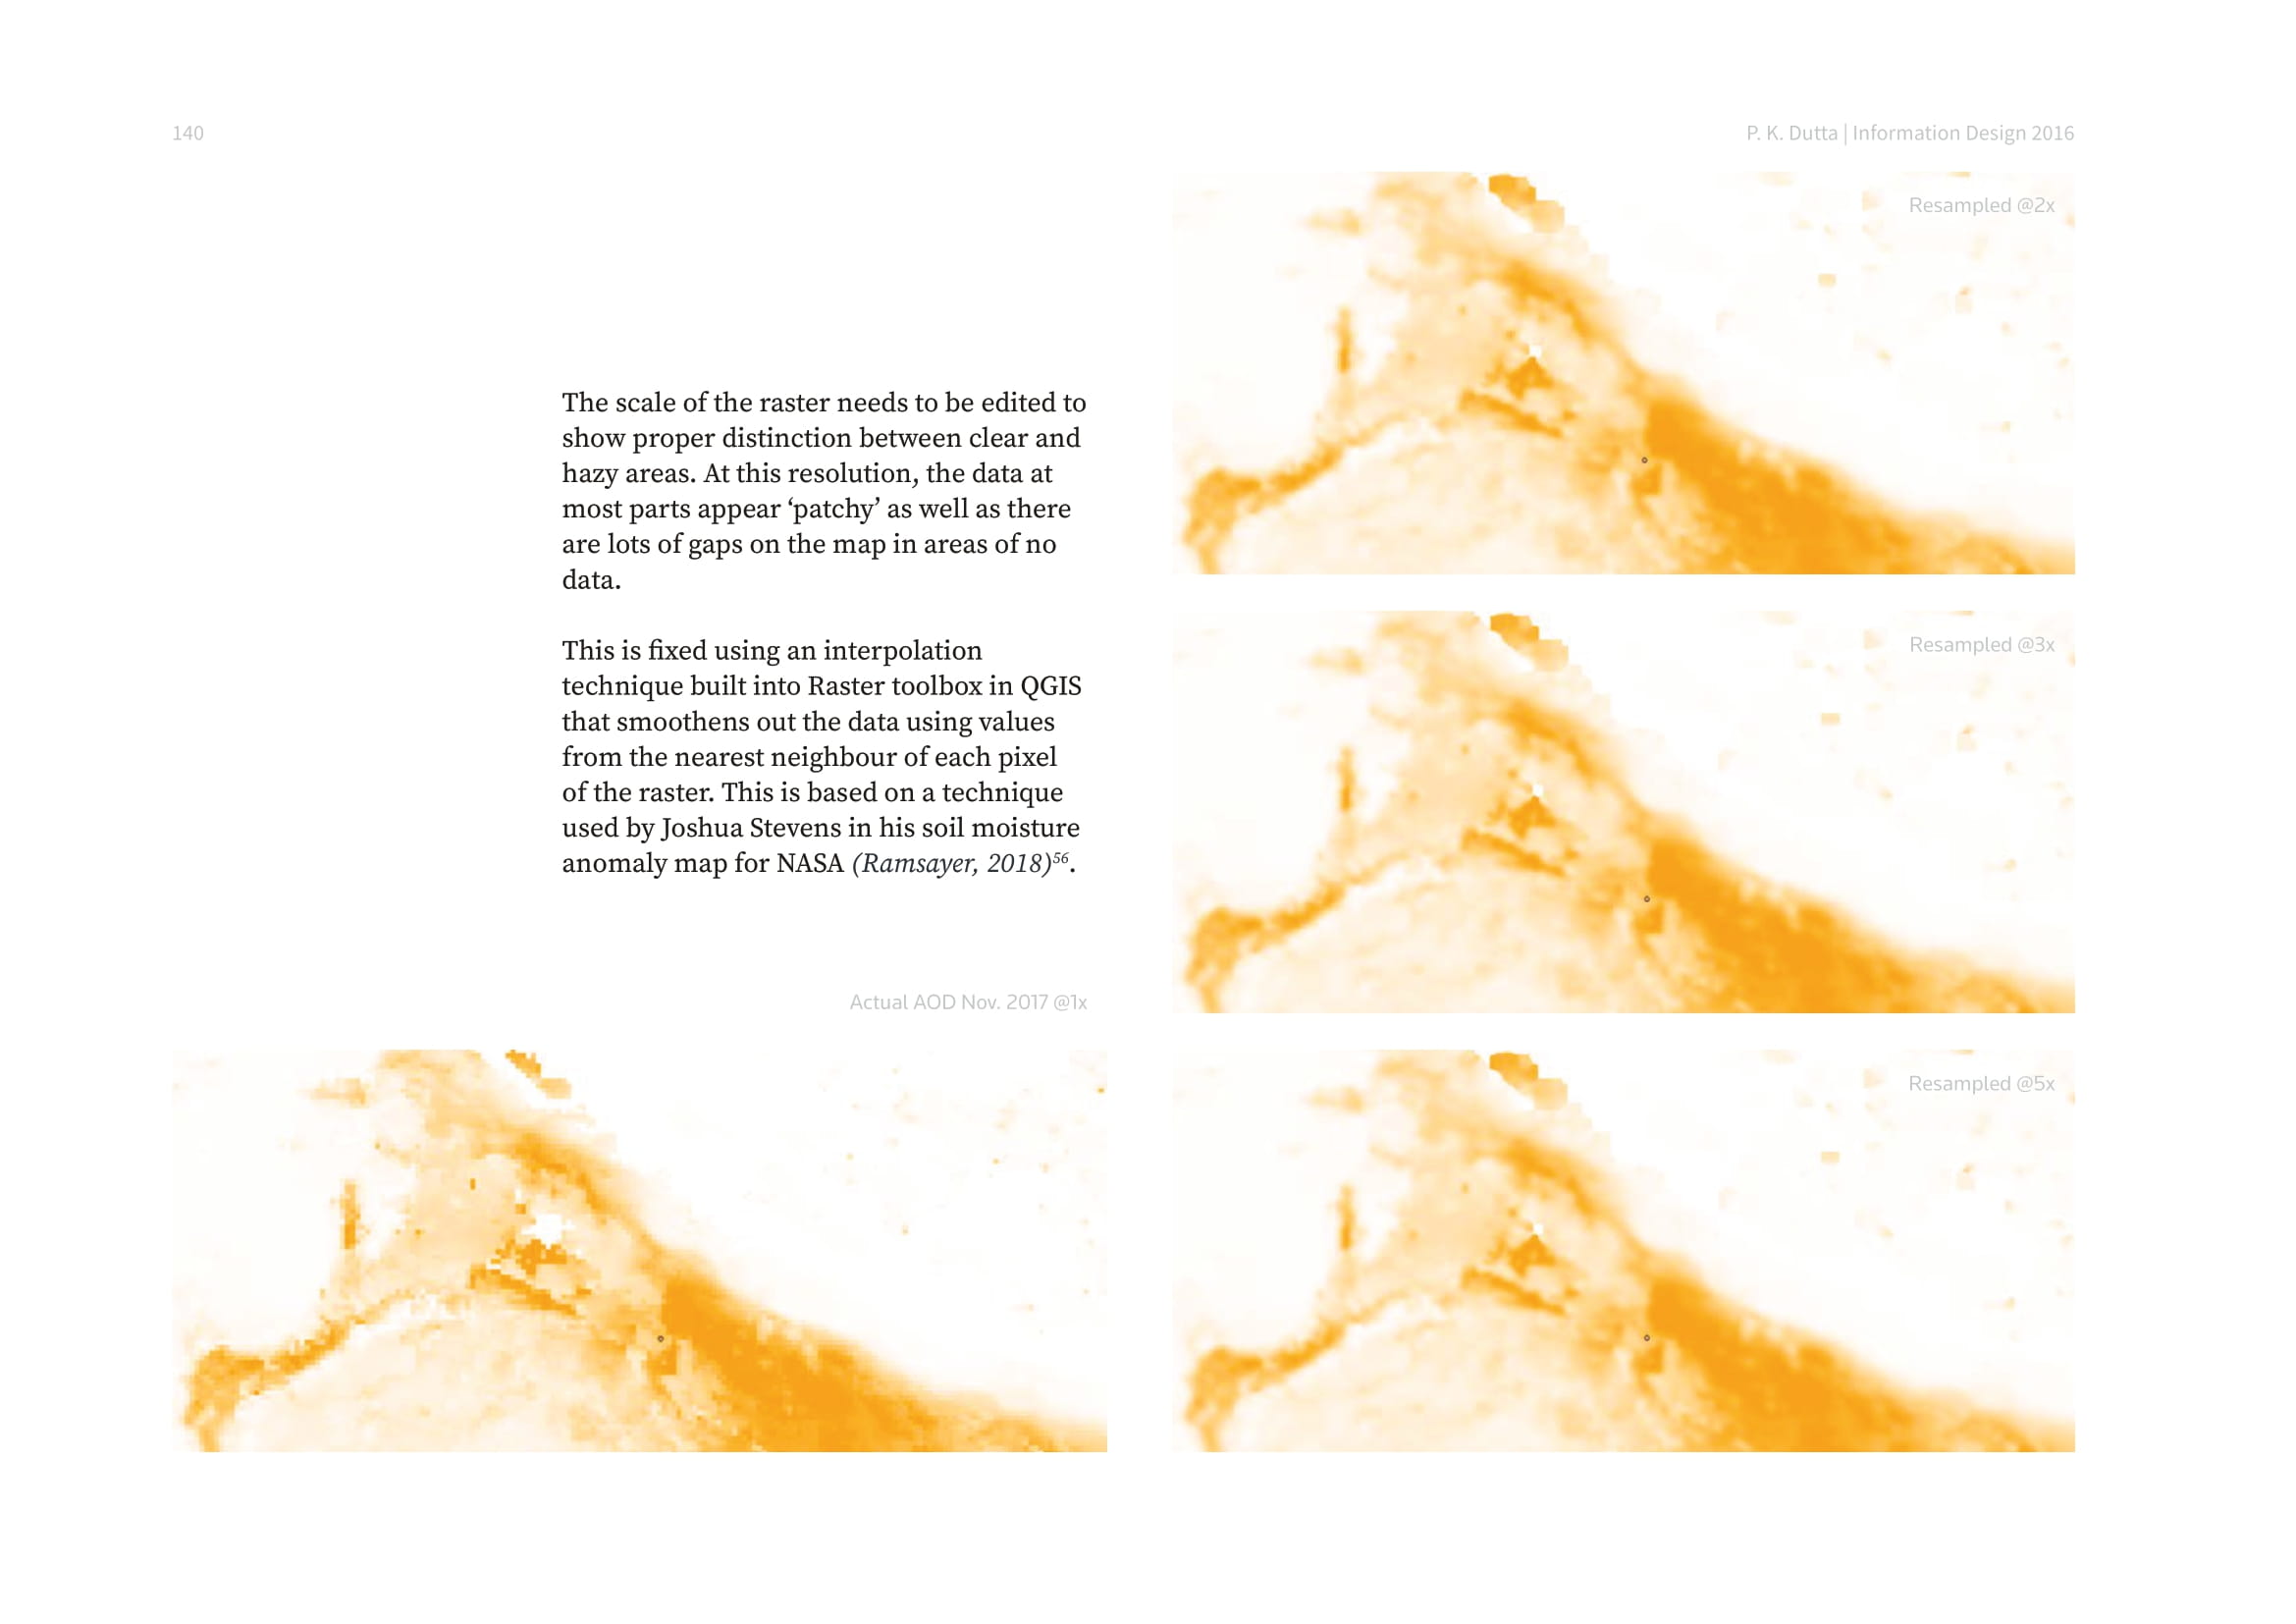 140
P. K. Dutta | Information Design 2016
Resampled @2x
The scale of the raster needs to be edited to
show proper distinction between clear and
hazy areas. At this resolution, the data at
most parts appear ‘patchy’ as well as there
are lots of gaps on the map in areas of no
data.
This is fixed using an interpolation
technique built into Raster toolbox in QGIS
that smoothens out the data using values
from the nearest neighbour of each pixel
of the raster. This is based on a technique
used by Joshua Stevens in his soil moisture
anomaly map for NASA (Ramsayer, 2018)⁵⁶.
Resampled @3x
Actual AOD Nov. 2017 @1x
Resampled @5x